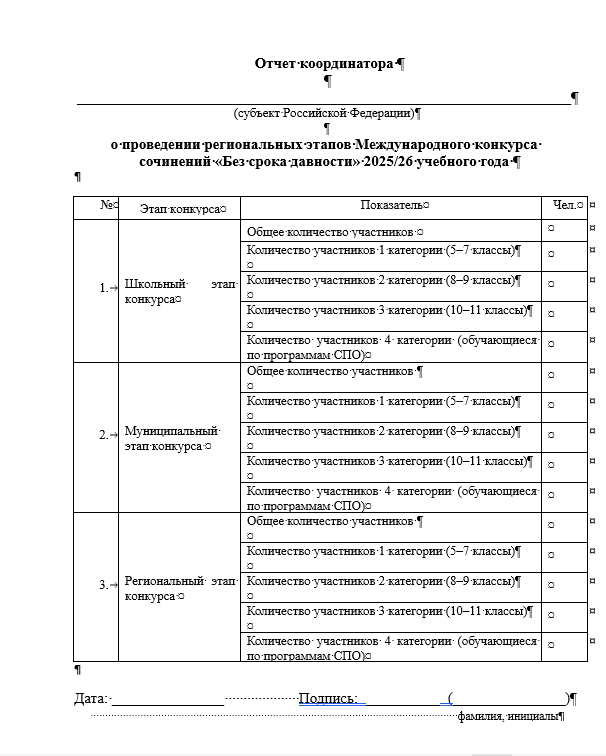 Отчет координатора
(субъект Российской Федерации)
о проведении региональных этапов Международного конкурса
сочинений «Без срока давности» 2025/26 учебного года
№ Этап конкурса Показатель Чел.
1. Школьный этап конкурса
Общее количество участников
Количество участников 1 категории (5–7 классы)
Количество участников 2 категории (8–9 классы)
Количество участников 3 категории (10–11 классы)
Количество участников 4 категории (обучающиеся
по программам СПО)
2. Муниципальный этап конкурса
Общее количество участников
Количество участников 1 категории (5–7 классы)
Количество участников 2 категории (8–9 классы)
Количество участников 3 категории (10–11 классы)
Количество участников 4 категории (обучающиеся
по программам СПО)
3. Региональный этап конкурса
Общее количество участников
Количество участников 1 категории (5–7 классы)
Количество участников 2 категории (8–9 классы)
Количество участников 3 категории (10–11 классы)
Количество участников 4 категории (обучающиеся
по программам СПО)
Дата: Подпись: ( )
фамилия, инициалы